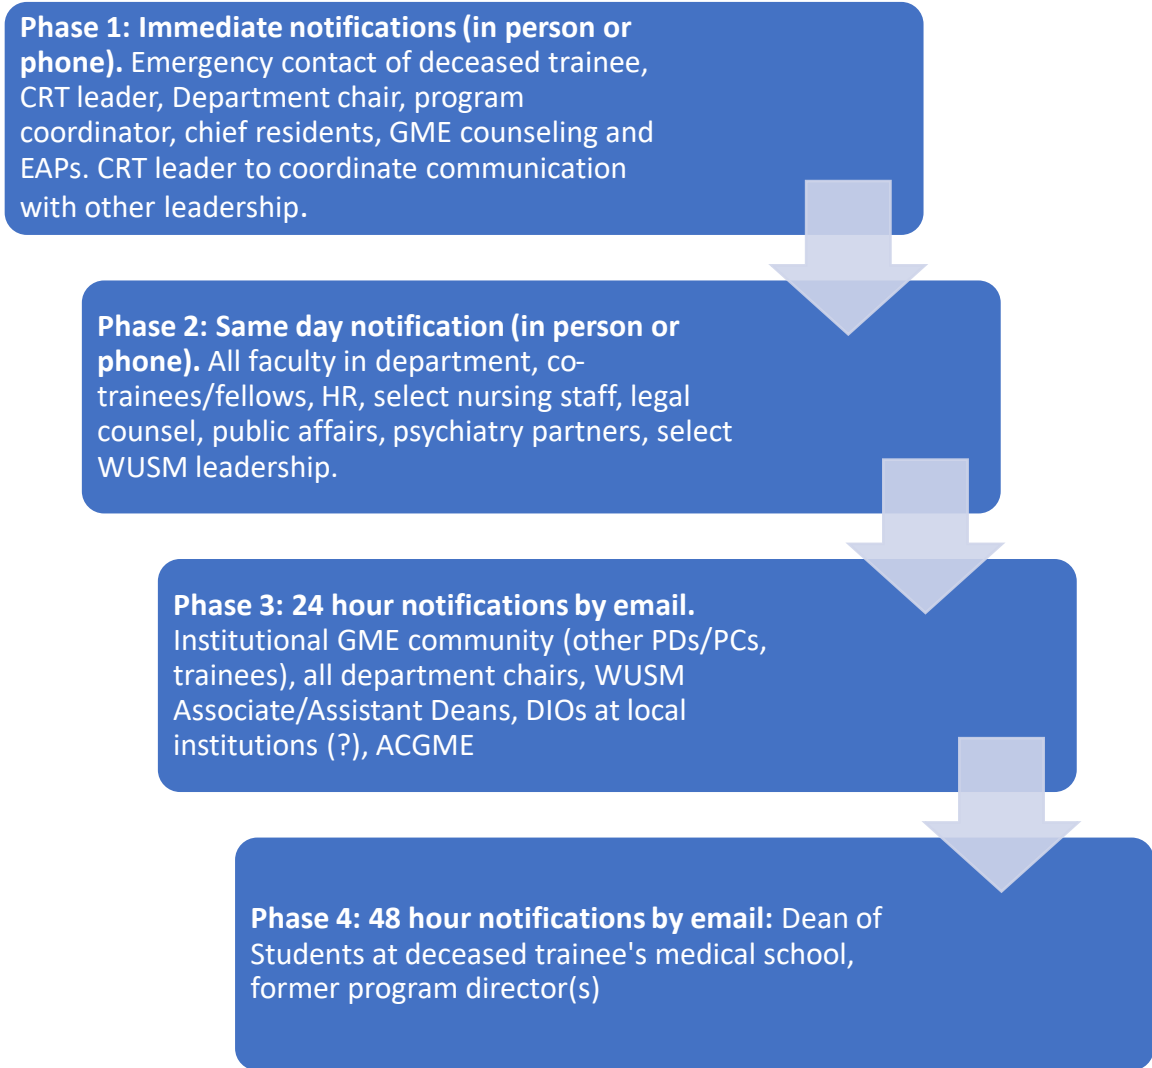 Phase 1: Immediate notifications (in person or
phone). Emergency contact of deceased trainee,
CRT leader, Department chair, program
coordinator, chief residents, GME counseling and
EAPs. CRT leader to coordinate communication
with other leadership.
Phase 2: Same day notification (in person or
phone). All faculty in department, co-
trainees/fellows, HR, select nursing staff, legal
counsel, public affairs, psychiatry partners, select
WUSM leadership.
Phase 3: 24 hour notifications by email.
Institutional GME community (other PDs/PCs,
trainees), all department chairs, WUSM
Associate/Assistant Deans, DIOs at local
institutions (?), ACGME
Phase 4: 48 hour notifications by email: Dean of
Students at deceased trainee's medical school,
former program director(s)